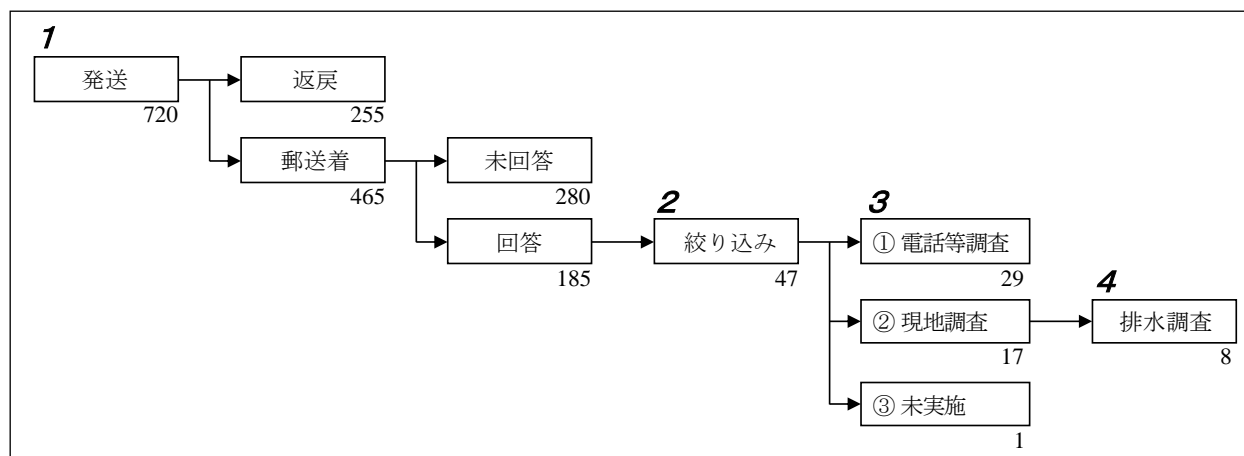 1
発送
720
返戻
255
郵送着
465
未回答
280
回答
185
2
絞り込み
47
3
① 電話等調査
29
② 現地調査
17
③ 未実施
1
4
排水調査
8